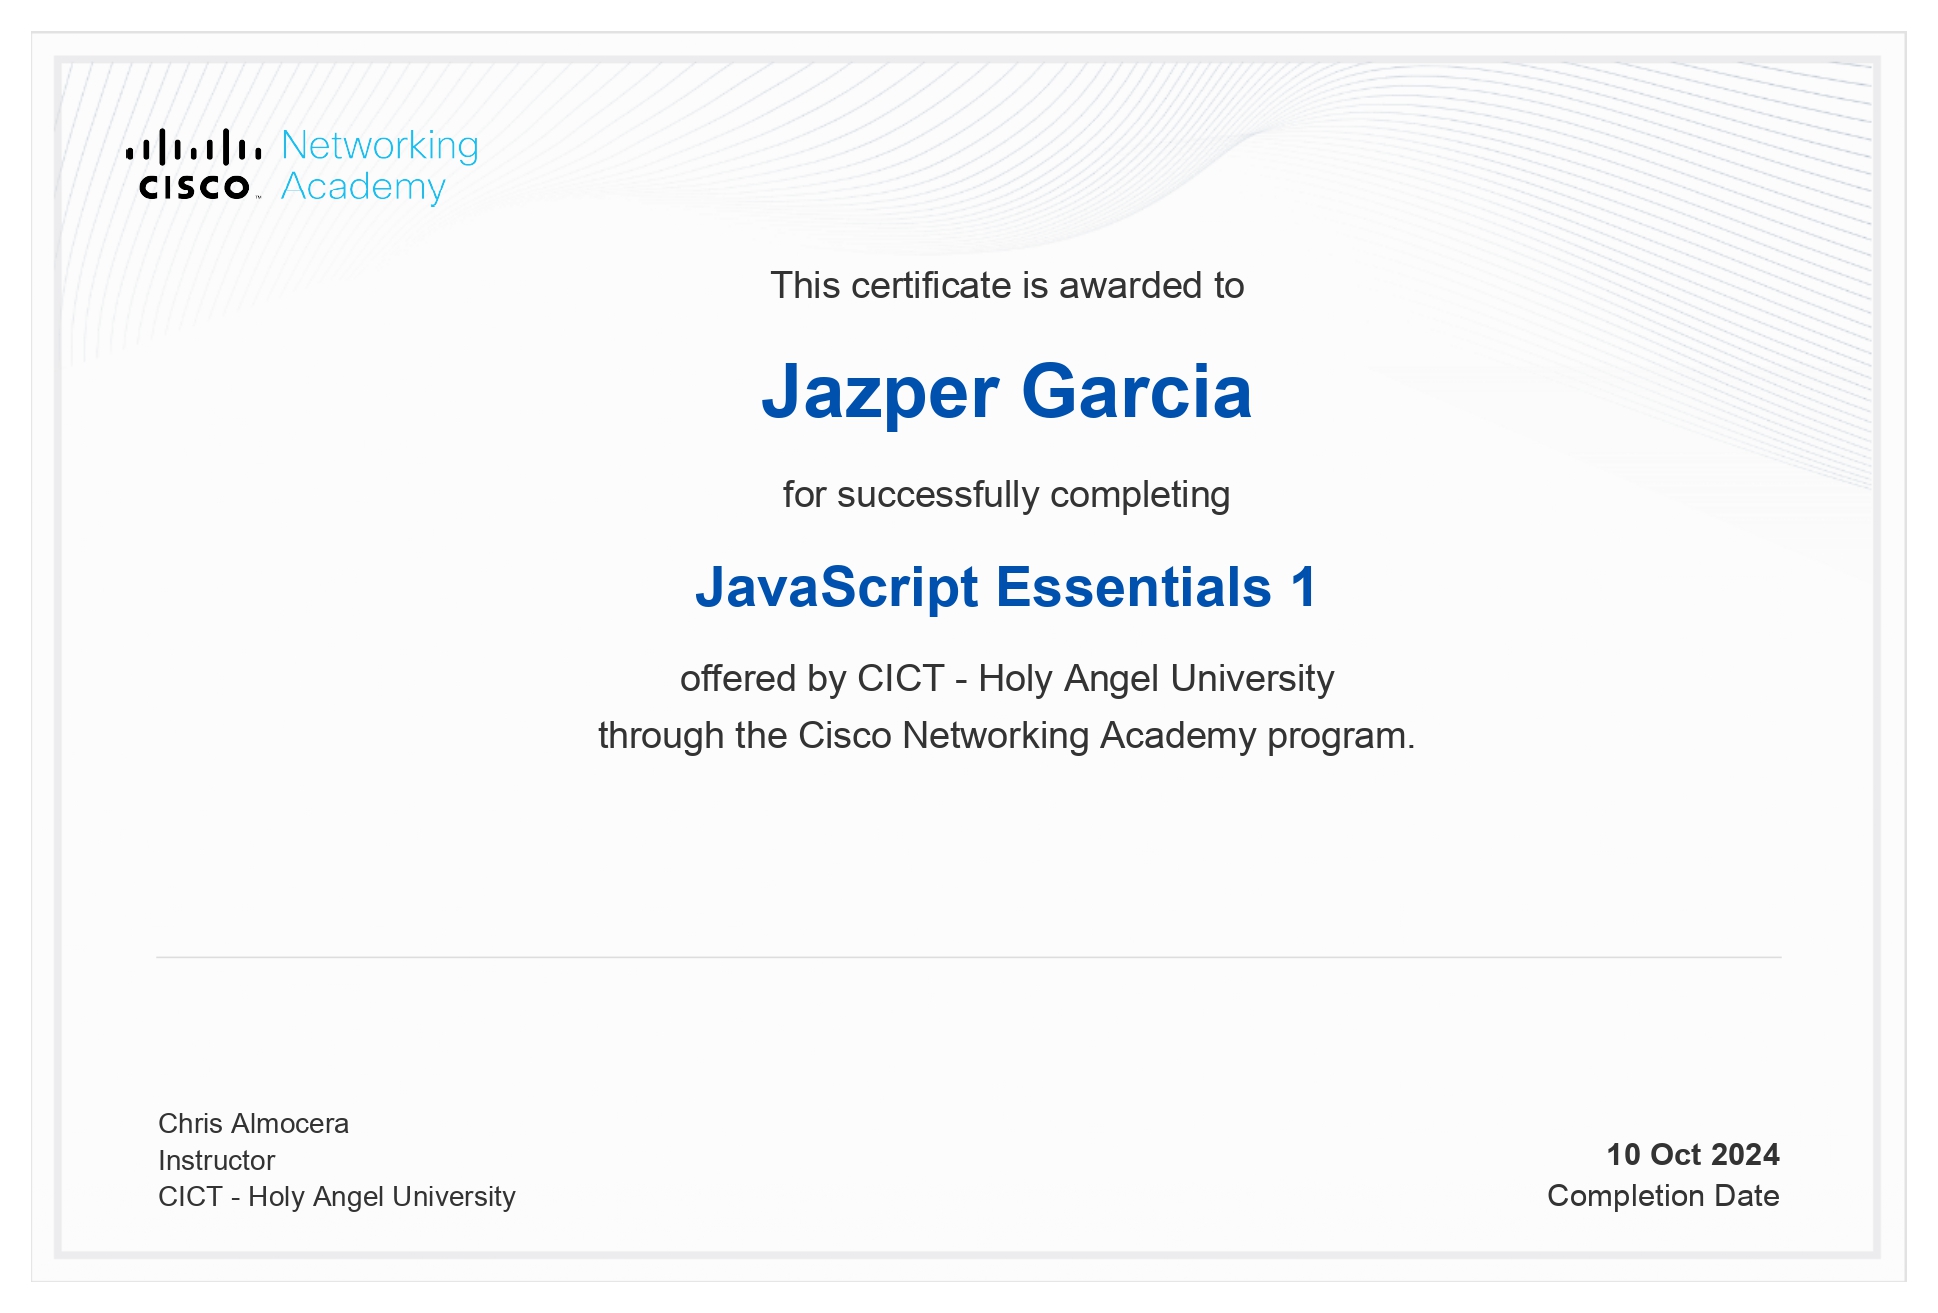 Networking
Academy
CISCO™
This certificate is awarded to
Jazper Garcia
for successfully completing
JavaScript Essentials 1
offered by CICT - Holy Angel University
through the Cisco Networking Academy program.
Chris Almocera
Instructor
CICT - Holy Angel University
10 Oct 2024
Completion Date